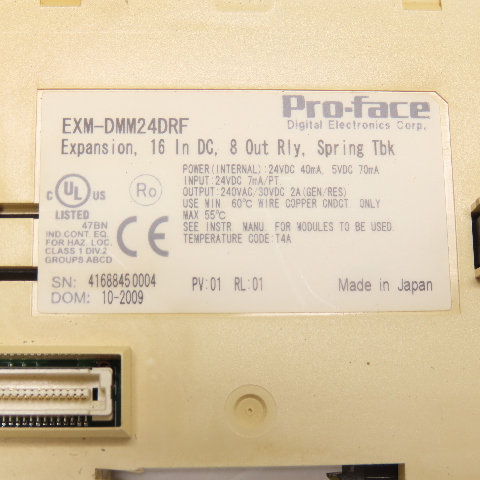 Pro-face
Digital Electronics Corp.
EXM-DMM24DRF
Expansion, 16 In DC, 8 Out Rly, Spring Tbk
POWER(INTERNAL):24VDC 40mA, 5VDC 70mA
INPUT:24VDC 7mA/PT.
OUTPUT:240VAC/30VDC 2A(GEN/RES)
USE MIN 60℃ WIRE COPPER CNDCT. ONLY
MAX 55℃
SEE INSTR. MANU. FOR MODULES TO BE USED.
TEMPERATURE CODE:T4A
c UL US
LISTED
47BN
IND.CONT. EQ.
FOR HAZ. LOC.
CLASS 1 DIV.2
GROUPS ABCD
Ro
CE
SN: 41688450004
PV:01 RL:01
Made in Japan
DOM: 10-2009